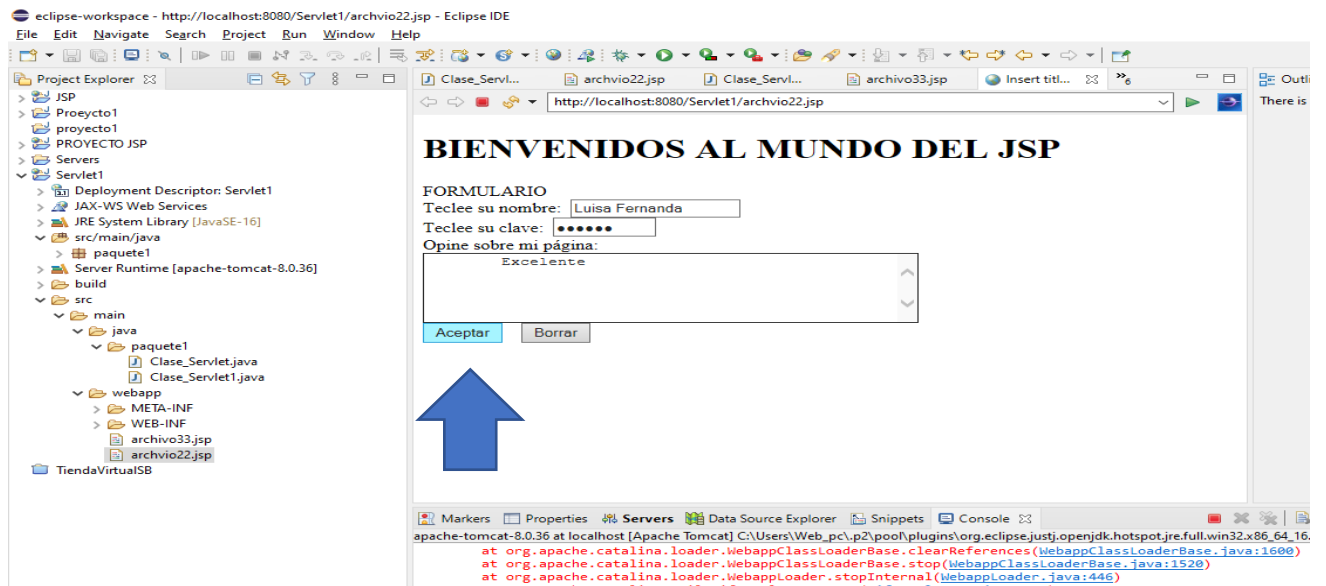 eclipse-workspace - http://localhost:8080/Servlet1/archvio22.jsp - Eclipse IDE
File Edit Navigate Search Project Run Window Help
Project Explorer
JSP
Proeycto1
proyecto1
PROYECTO JSP
Servers
Servlet1
Deployment Descriptor: Servlet1
JAX-WS Web Services
JRE System Library [JavaSE-16]
src/main/java
paquete1
Server Runtime [apache-tomcat-8.0.36]
build
src
main
java
paquete1
Clase_Servlet.java
Clase_Servlet1.java
webapp
META-INF
WEB-INF
archivo33.jsp
archvio22.jsp
TiendaVirtualSB
Clase_Servl... archvio22.jsp Clase_Servl... archivo33.jsp Insert titl... »6
http://localhost:8080/Servlet1/archvio22.jsp
BIENVENIDOS AL MUNDO DEL JSP
FORMULARIO
Teclee su nombre: Luisa Fernanda
Teclee su clave: ●●●●●●
Opine sobre mi página:
Excelente
Aceptar Borrar
Outli
There is
Markers Properties Servers Data Source Explorer Snippets Console
apache-tomcat-8.0.36 at localhost [Apache Tomcat] C:\Users\Web_pc\.p2\pool\plugins\org.eclipse.justj.openjdk.hotspot.jre.full.win32.x86_64_16.
at org.apache.catalina.loader.WebappClassLoaderBase.clearReferences(WebappClassLoaderBase.java:1600)
at org.apache.catalina.loader.WebappClassLoaderBase.stop(WebappClassLoaderBase.java:1520)
at org.apache.catalina.loader.WebappLoader.stopInternal(WebappLoader.java:446)